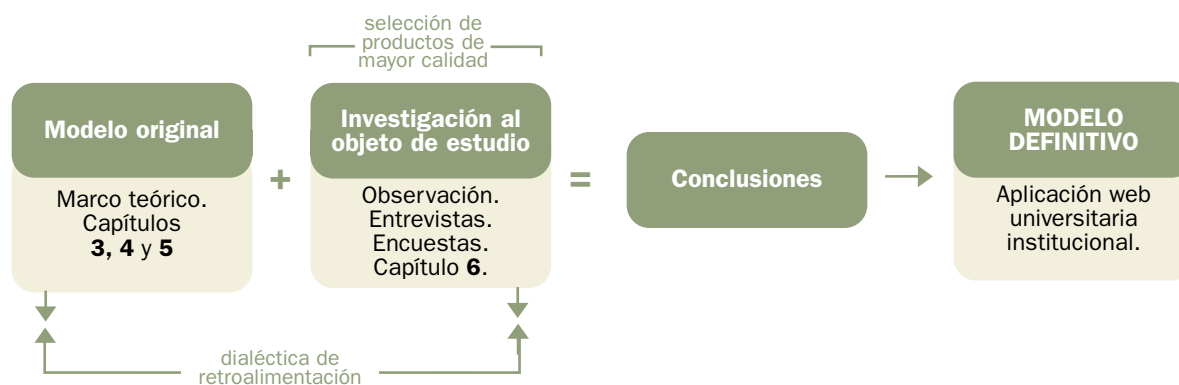 selección de
productos de
mayor calidad
Modelo original
Marco teórico.
Capítulos
3, 4 y 5
+
Investigación al
objeto de estudio
Observación.
Entrevistas.
Encuestas.
Capítulo 6.
=
Conclusiones
MODELO
DEFINITIVO
Aplicación web
universitaria
institucional.
dialéctica de
retroalimentación